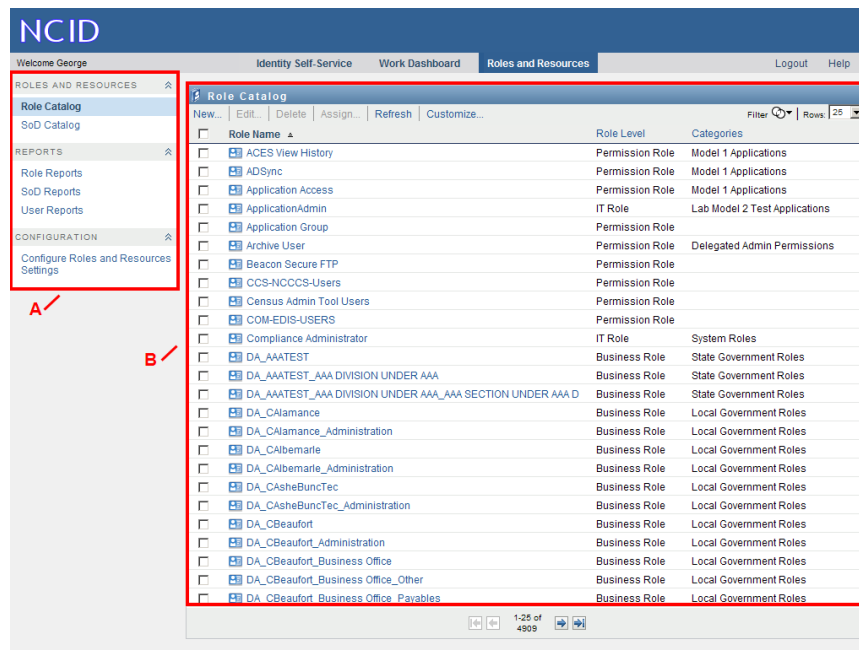 NCID
Welcome George
Identity Self-Service Work Dashboard Roles and Resources Logout Help
ROLES AND RESOURCES
Role Catalog
SoD Catalog
REPORTS
Role Reports
SoD Reports
User Reports
CONFIGURATION
Configure Roles and Resources
Settings
A
B
Role Catalog
New... Edit... Delete Assign... Refresh Customize... Filter Rows: 25
Role Name Role Level Categories
ACES View History Permission Role Model 1 Applications
ADSync Permission Role Model 1 Applications
Application Access Permission Role Model 1 Applications
ApplicationAdmin IT Role Lab Model 2 Test Applications
Application Group Permission Role
Archive User Permission Role Delegated Admin Permissions
Beacon Secure FTP Permission Role
CCS-NCCCS-Users Permission Role
Census Admin Tool Users Permission Role
COM-EDIS-USERS Permission Role
Compliance Administrator IT Role System Roles
DA_AAATEST Business Role State Government Roles
DA_AAATEST_AAA DIVISION UNDER AAA Business Role State Government Roles
DA_AAATEST_AAA DIVISION UNDER AAA_AAA SECTION UNDER AAA D Business Role State Government Roles
DA_CAlamance Business Role Local Government Roles
DA_CAlamance_Administration Business Role Local Government Roles
DA_CAlbemarle Business Role Local Government Roles
DA_CAlbemarle_Administration Business Role Local Government Roles
DA_CAsheBuncTec Business Role Local Government Roles
DA_CAsheBuncTec_Administration Business Role Local Government Roles
DA_CBeaufort Business Role Local Government Roles
DA_CBeaufort_Administration Business Role Local Government Roles
DA_CBeaufort_Business Office Business Role Local Government Roles
DA_CBeaufort_Business Office_Other Business Role Local Government Roles
DA_CBeaufort_Business Office_Payables Business Role Local Government Roles
1-25 of
4909